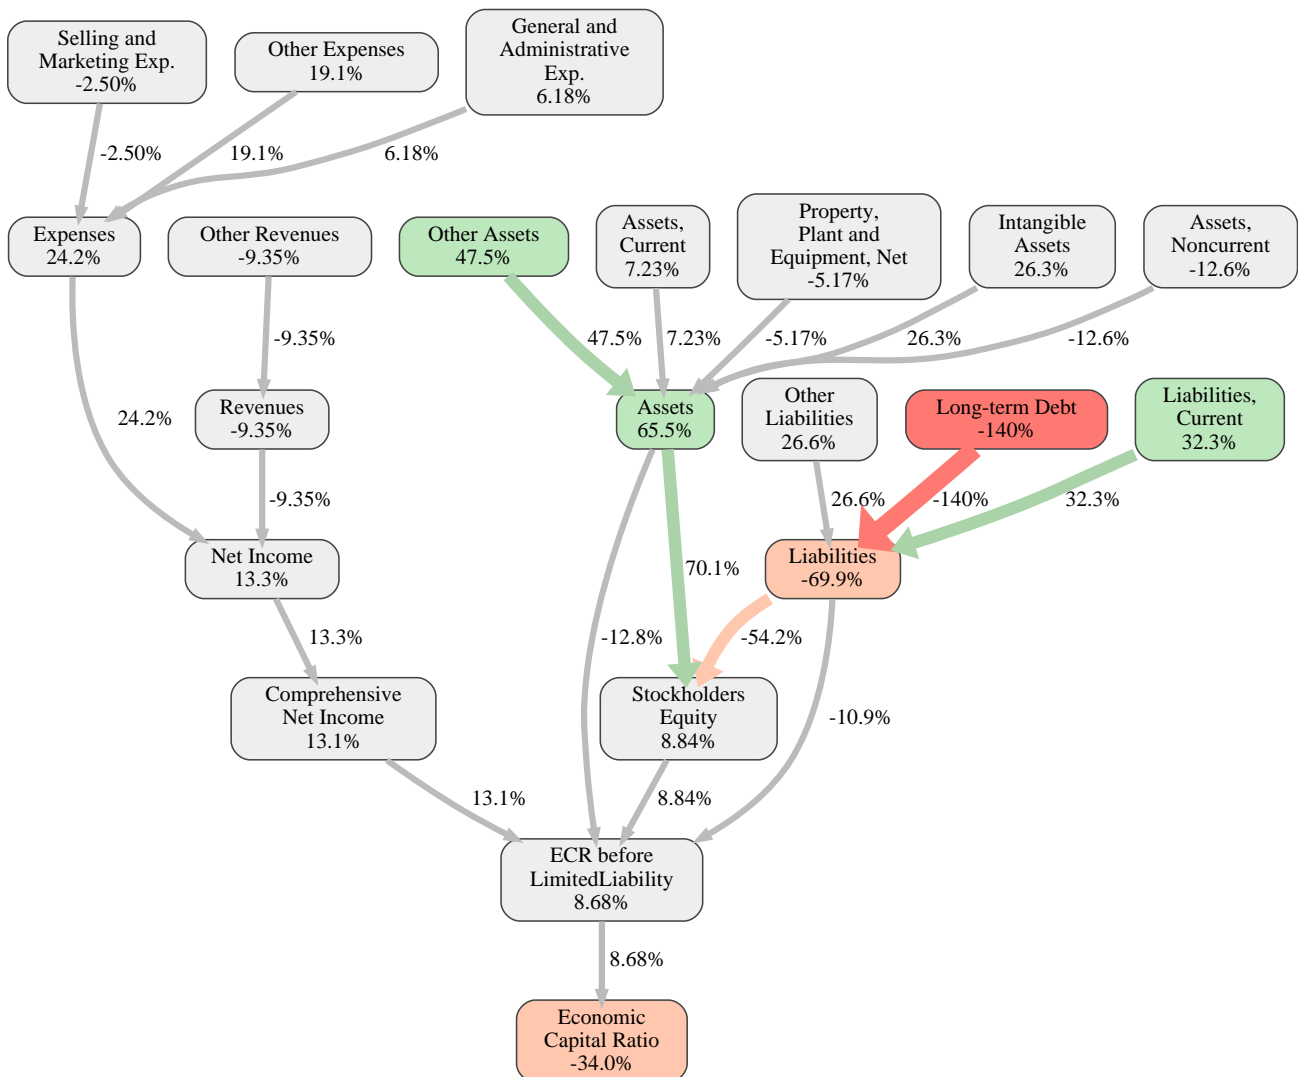 Selling and
Marketing Exp.
-2.50%
Other Expenses
19.1%
General and
Administrative
Exp.
6.18%
-2.50%
19.1%
6.18%
Expenses
24.2%
Other Revenues
-9.35%
Other Assets
47.5%
Assets,
Current
7.23%
Property,
Plant and
Equipment, Net
-5.17%
Intangible
Assets
26.3%
Assets,
Noncurrent
-12.6%
-9.35%
47.5%
7.23%
-5.17%
26.3%
-12.6%
24.2%
Revenues
-9.35%
Assets
65.5%
Other
Liabilities
26.6%
Long-term Debt
-140%
Liabilities,
Current
32.3%
-9.35%
26.6%
-140%
32.3%
Net Income
13.3%
70.1%
Liabilities
-69.9%
13.3%
-12.8%
-54.2%
Comprehensive
Net Income
13.1%
Stockholders
Equity
8.84%
-10.9%
13.1%
8.84%
ECR before
LimitedLiability
8.68%
8.68%
Economic
Capital Ratio
-34.0%